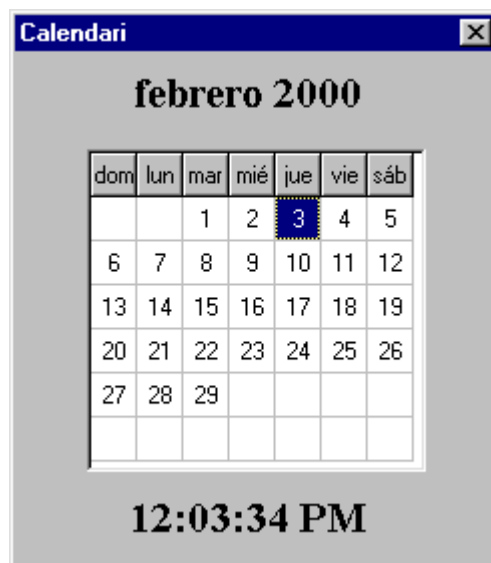 Calendari
febrero 2000
dom lun mar mié jue vie sáb
1 2 3 4 5
6 7 8 9 10 11 12
13 14 15 16 17 18 19
20 21 22 23 24 25 26
27 28 29
12:03:34 PM